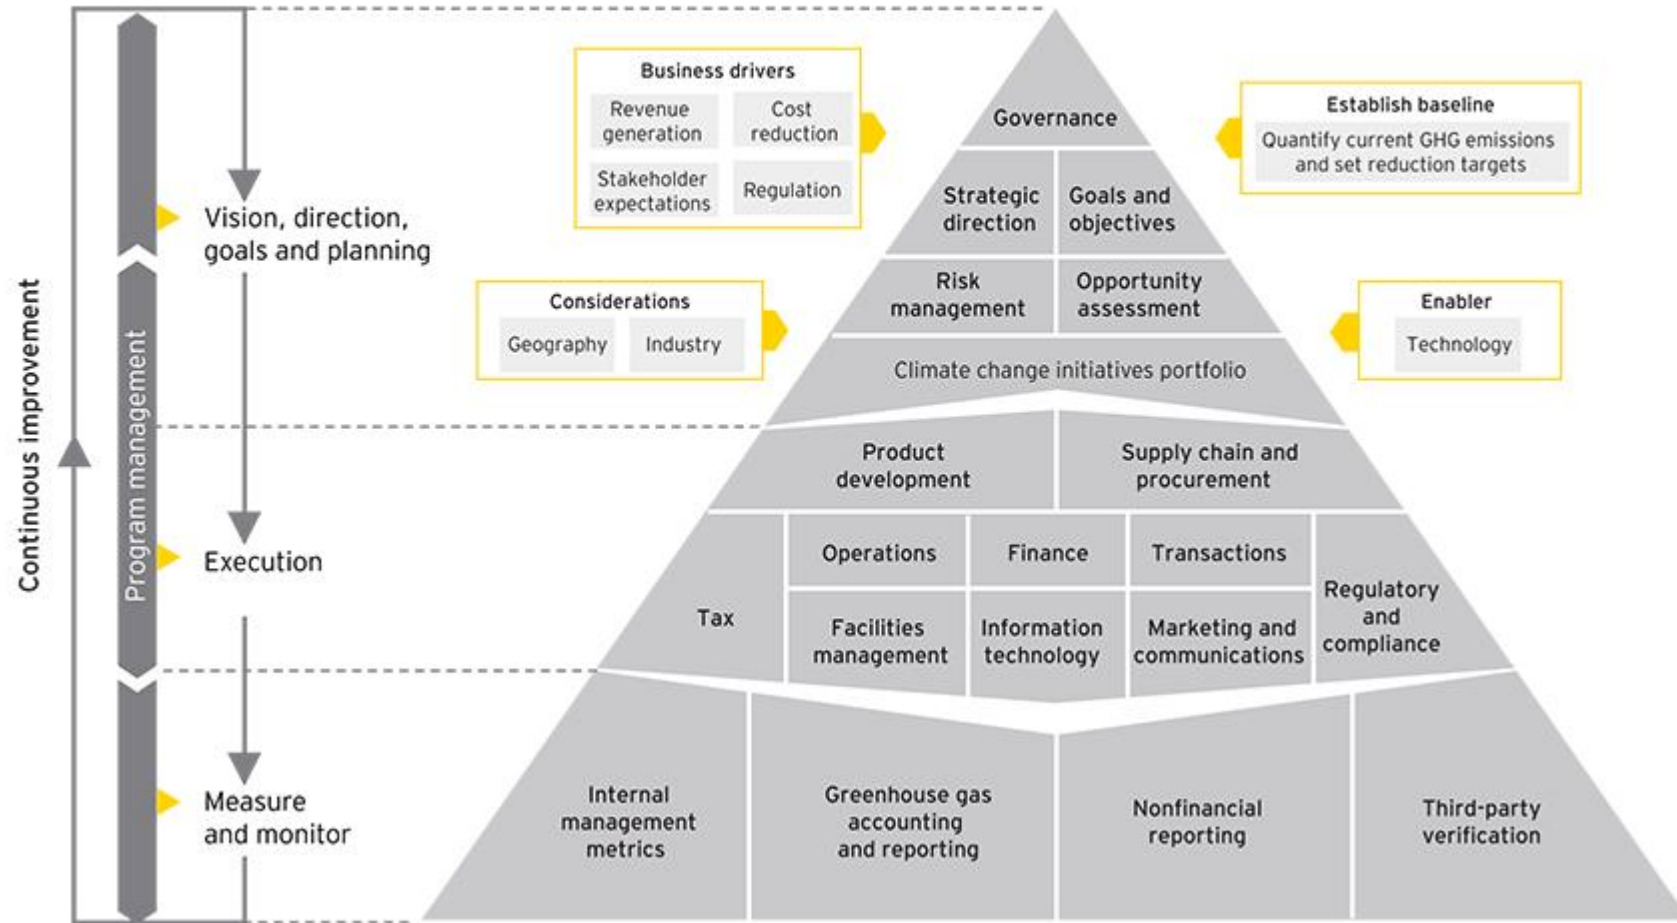 Continuous improvement
Program management
Vision, direction,
goals and planning
Execution
Measure
and monitor
Business drivers
Revenue
generation
Cost
reduction
Stakeholder
expectations
Regulation
Establish baseline
Quantify current GHG emissions
and set reduction targets
Considerations
Geography
Industry
Enabler
Technology
Governance
Strategic
direction
Goals and
objectives
Risk
management
Opportunity
assessment
Climate change initiatives portfolio
Product
development
Supply chain and
procurement
Tax
Operations
Finance
Transactions
Facilities
management
Information
technology
Marketing and
communications
Regulatory
and
compliance
Internal
management
metrics
Greenhouse gas
accounting
and reporting
Nonfinancial
reporting
Third-party
verification